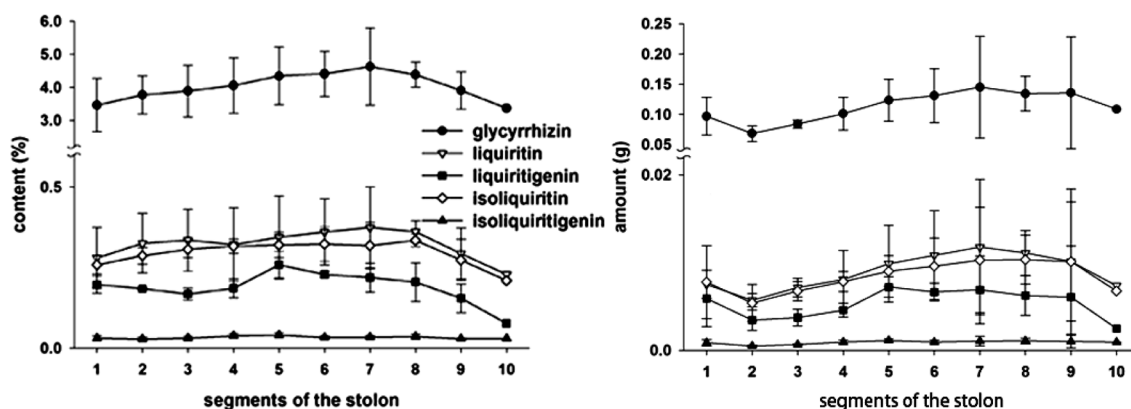 6.0
5.0
4.0
3.0
0.5
0.0
content (%)
glycyrrhizin
liquiritin
liquiritigenin
isoliquiritin
isoliquiritigenin
1 2 3 4 5 6 7 8 9 10
segments of the stolon
0.25
0.20
0.15
0.10
0.05
0.02
0.0
amount (g)
1 2 3 4 5 6 7 8 9 10
segments of the stolon